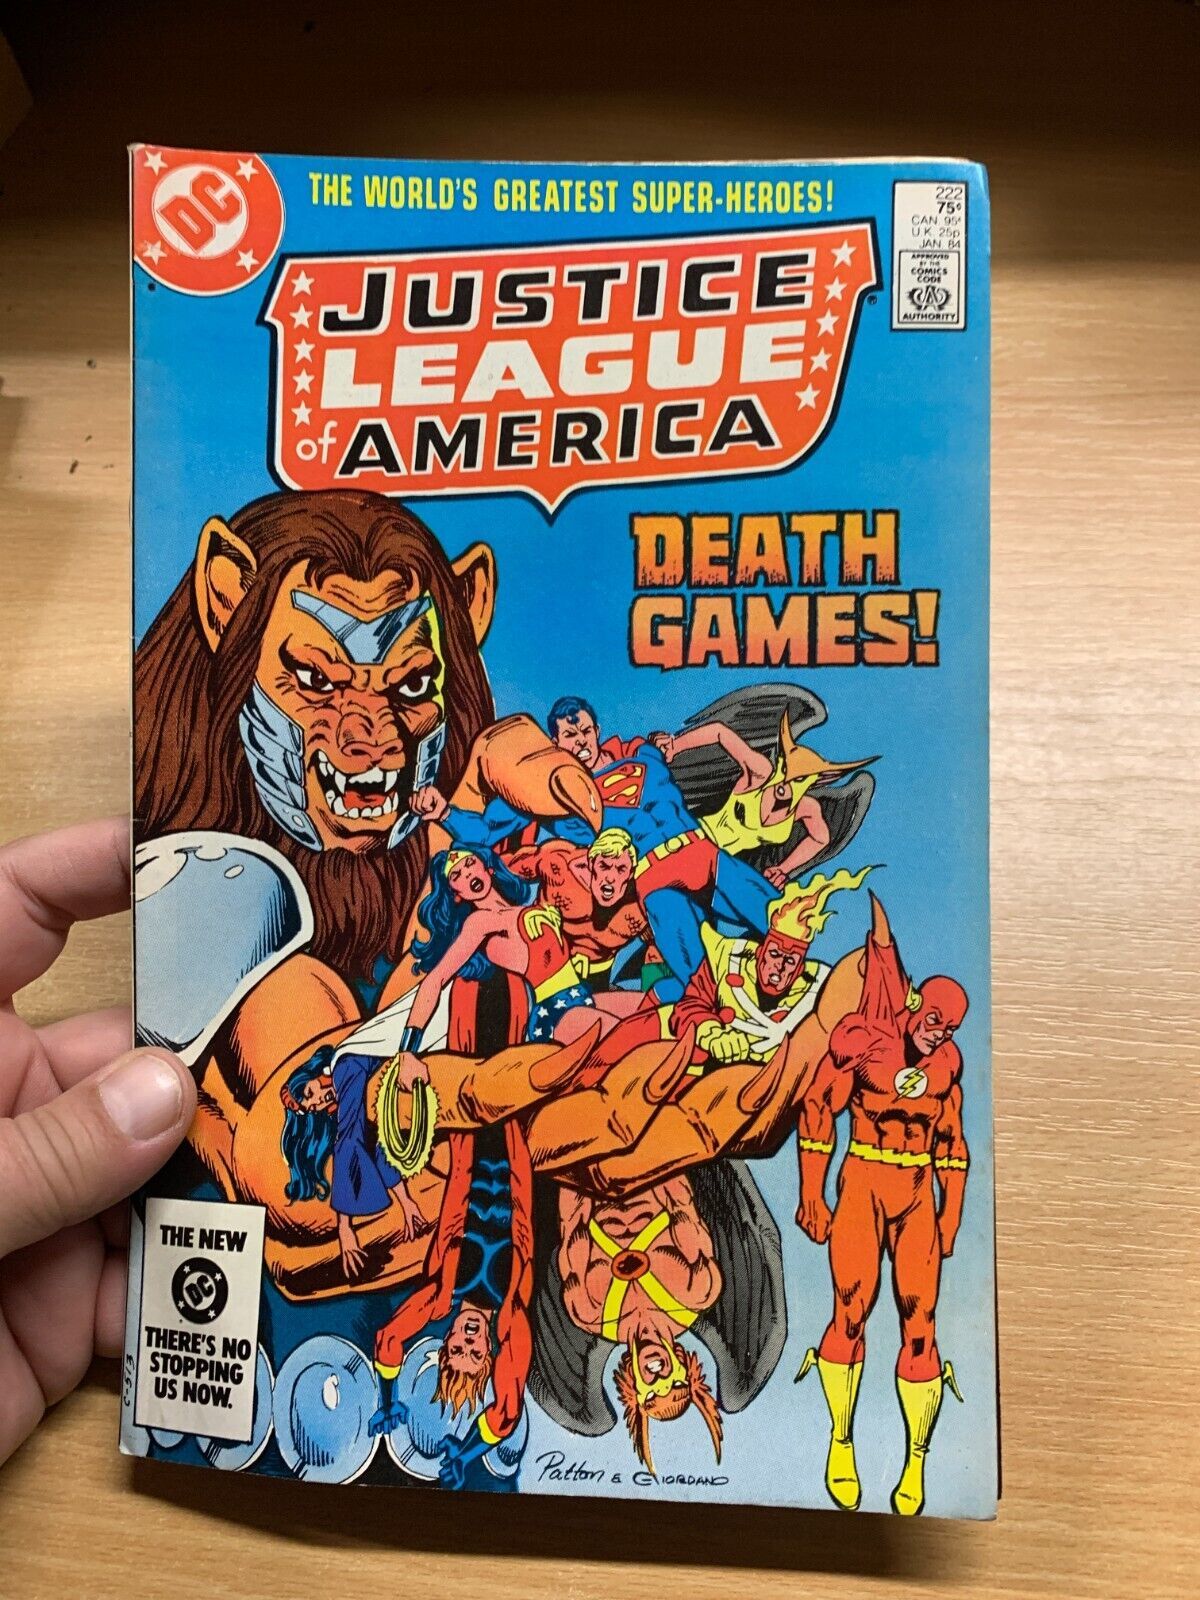 DC
THE WORLD'S GREATEST SUPER-HEROES!
222
75¢
CAN. 95¢
U.K. 25p
JAN. 84
APPROVED
BY THE
COMICS
CODE
AUTHORITY
JUSTICE
LEAGUE
of AMERICA
®
DEATH
GAMES!
S
THE NEW
DC
THERE'S NO
STOPPING
US NOW.
C-573
Patton & GIORDANO